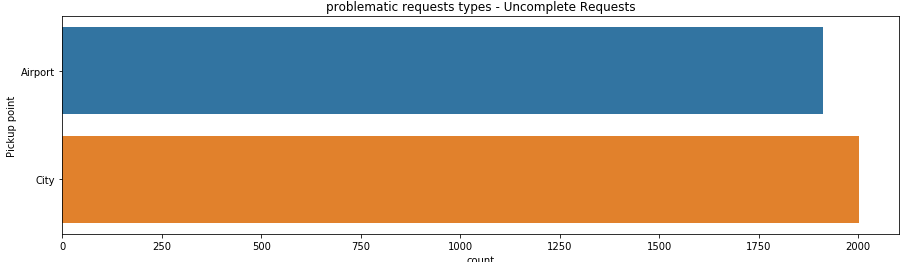 problematic requests types - Uncomplete Requests
Airport
City
Pickup point
0 250 500 750 1000 1250 1500 1750 2000
count